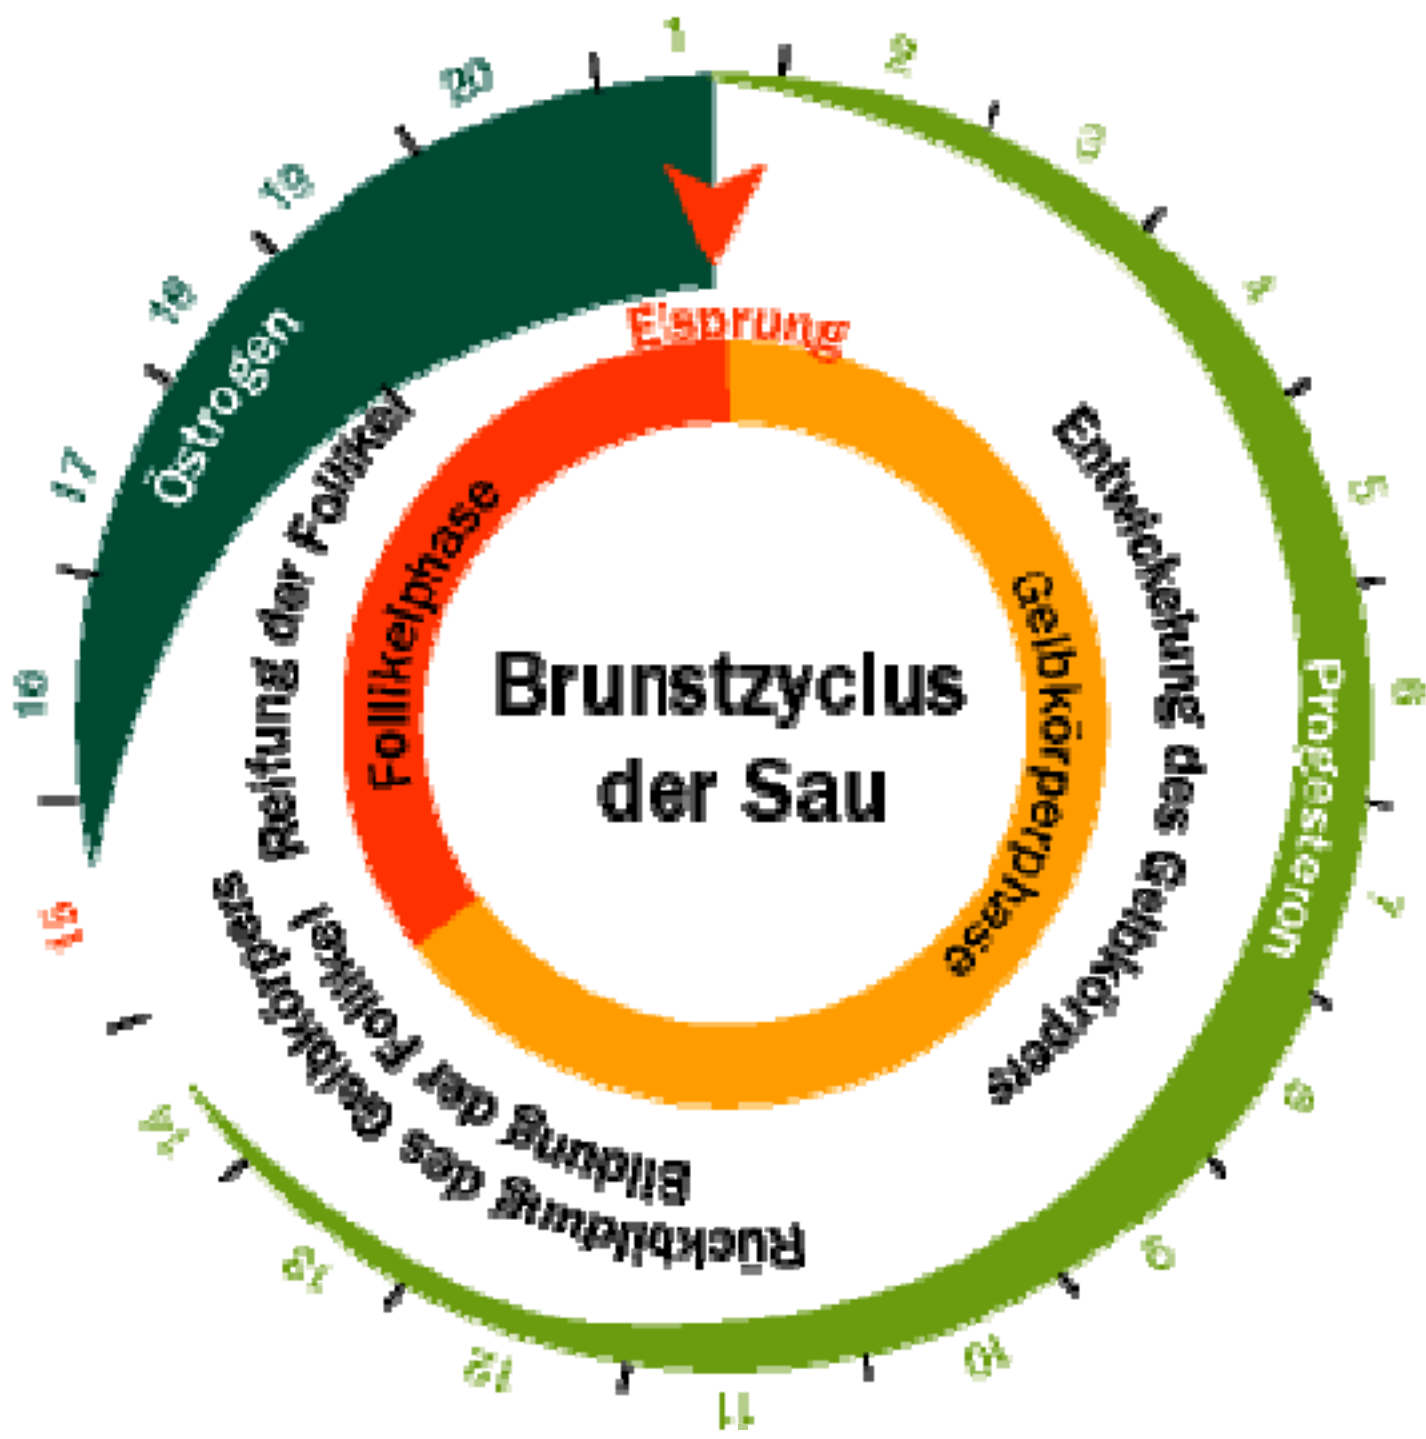 Brunstzyclus
der Sau
Eisprung
Follikelphase
Gelbkörperphase
Entwickelung des Gelbkörpers
Rückbildung des Gelbkörpess
Bildung der Follikel
Reifung der Follikel
Östrogen
Progesteron
1
2
3
4
5
6
7
8
9
10
11
12
13
14
15
16
17
18
19
20